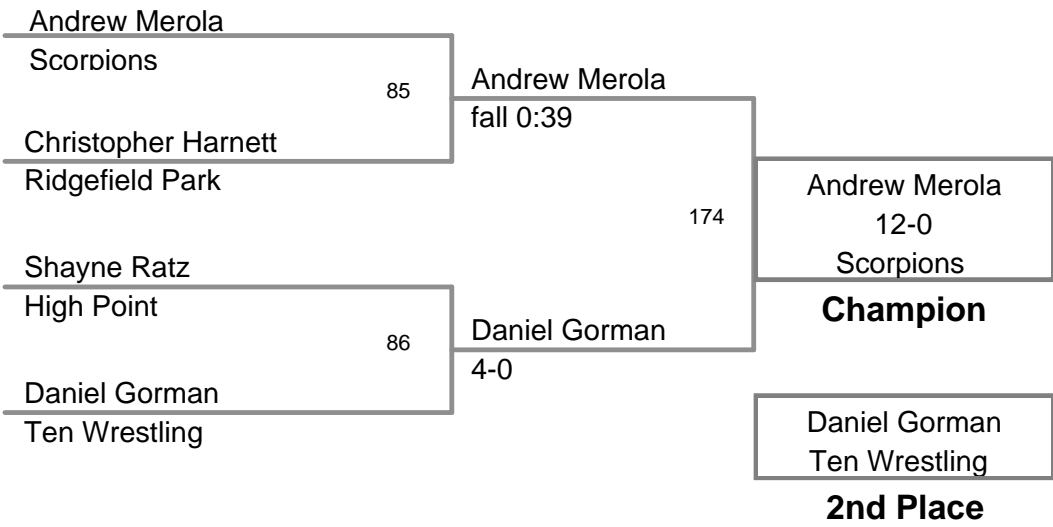 Andrew Merola
Scorpions
85
Christopher Harnett
Ridgefield Park
Andrew Merola
fall 0:39
Shayne Ratz
High Point
86
Daniel Gorman
Ten Wrestling
Daniel Gorman
4-0
174
Andrew Merola
12-0
Scorpions
Champion
Daniel Gorman
Ten Wrestling
2nd Place